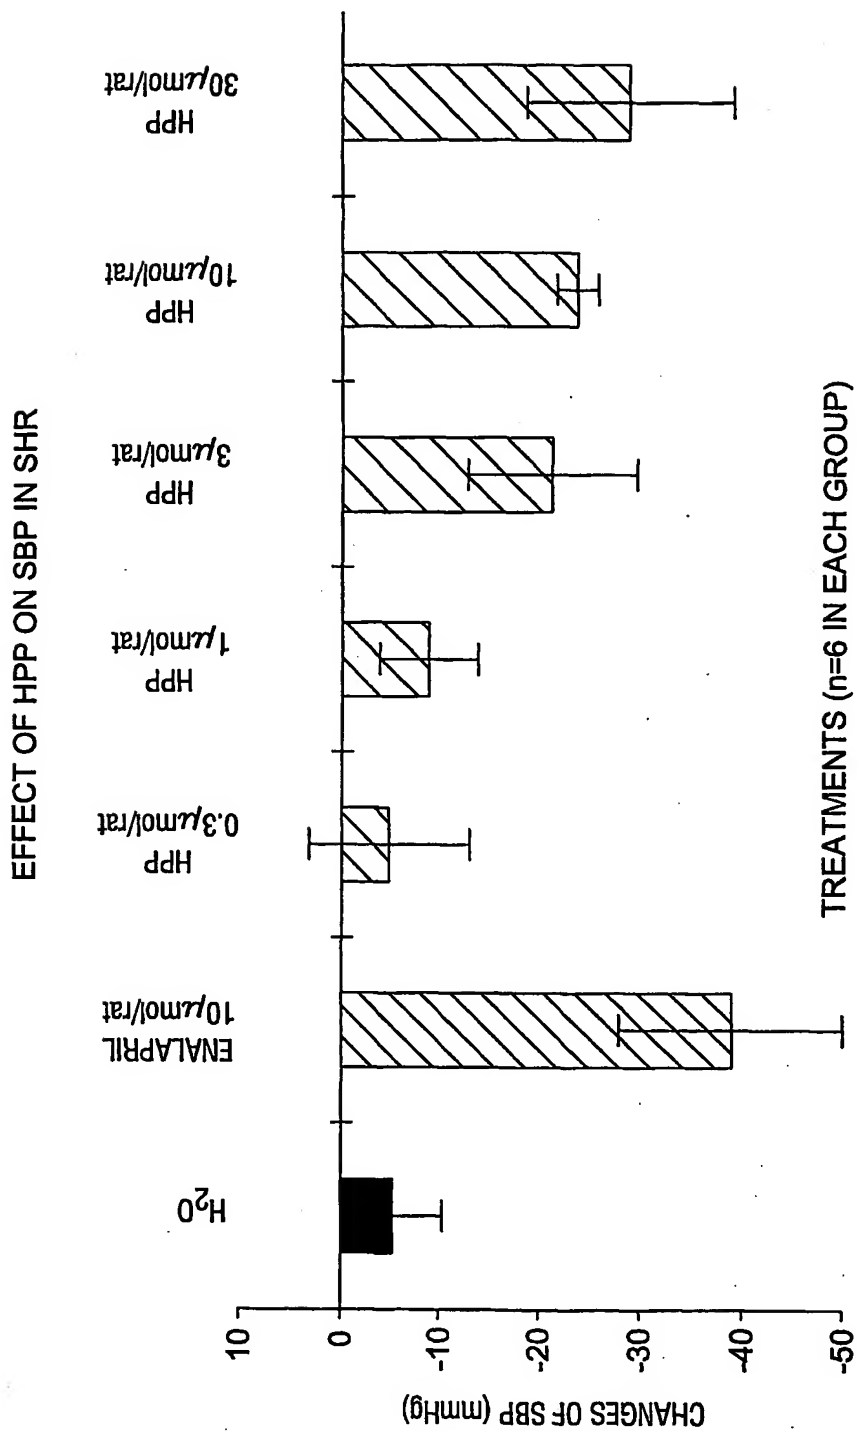 EFFECT OF HPP ON SBP IN SHR
H₂O
ENALAPRIL
10µmol/rat
HPP
0.3µmol/rat
HPP
1µmol/rat
HPP
3µmol/rat
HPP
10µmol/rat
HPP
30µmol/rat
CHANGES OF SBP (mmHg)
10
0
-10
-20
-30
-40
-50
TREATMENTS (n=6 IN EACH GROUP)